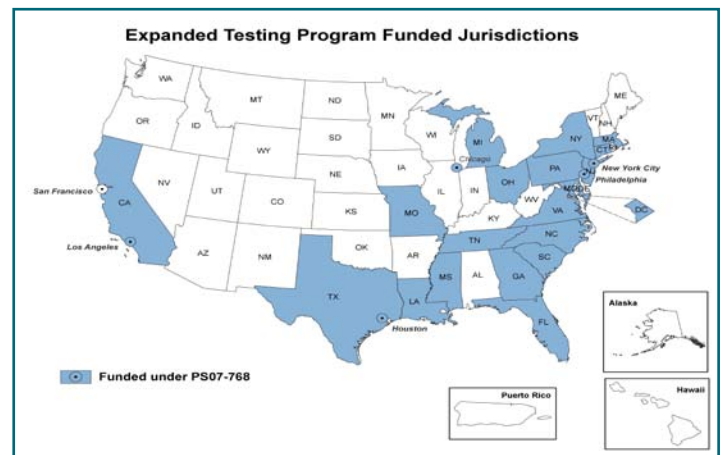 Expanded Testing Program Funded Jurisdictions
WA
MT
ND
MN
ME
VT
NH
OR
ID
SD
WI
MI
NY
MA
CT
WY
IA
Chicago
New York City
San Francisco
NV
NE
PA
NJ
Philadelphia
UT
CO
IL
IN
OH
WV
VA
DC
CA
KS
MO
KY
Los Angeles
AZ
NM
OK
AR
TN
NC
SC
TX
LA
MS
AL
GA
FL
Houston
Alaska
Funded under PS07-768
Puerto Rico
Hawaii